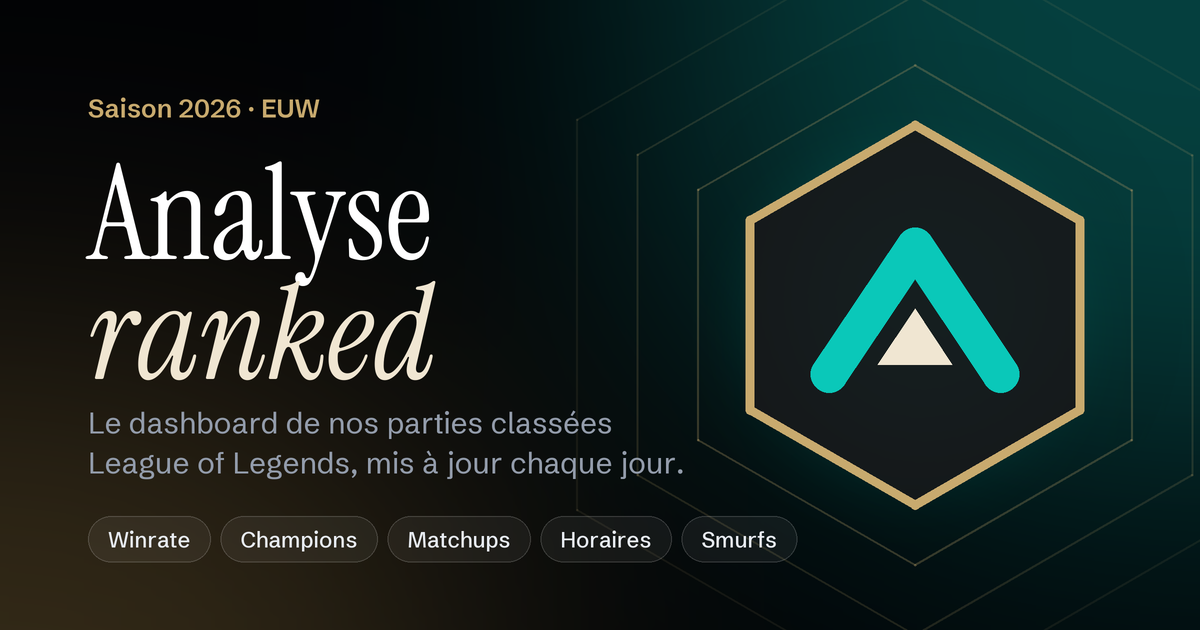 Saison 2026 · EUW
Analyse
ranked
Le dashboard de nos parties classées
League of Legends, mis à jour chaque jour.
Winrate Champions Matchups Horaires Smurfs